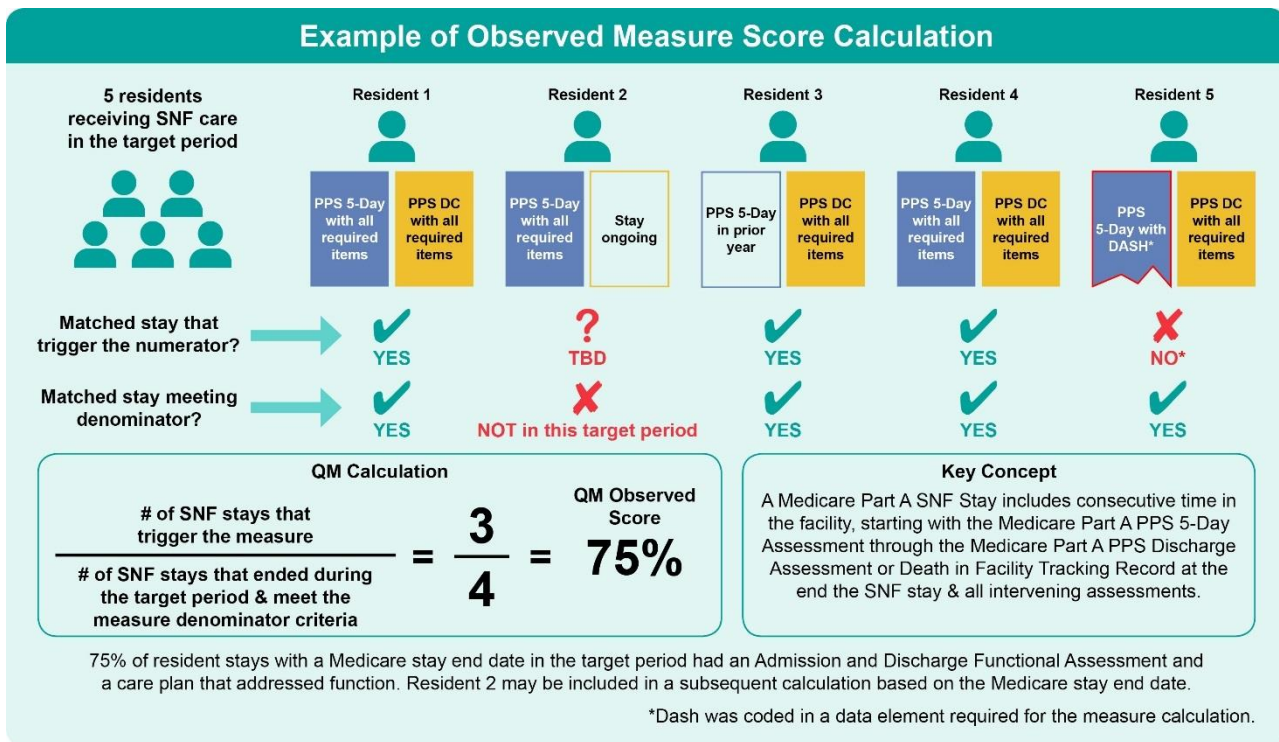 Example of Observed Measure Score Calculation
5 residents
receiving SNF care
in the target period
Resident 1
Resident 2
Resident 3
Resident 4
Resident 5
PPS 5-Day
with all
required
items
PPS DC
with all
required
items
PPS 5-Day
with all
required
items
Stay
ongoing
PPS 5-Day
in prior
year
PPS DC
with all
required
items
PPS 5-Day
with all
required
items
PPS DC
with all
required
items
PPS
5-Day with
DASH*
PPS DC
with all
required
items
Matched stay that
trigger the numerator?
YES
?
TBD
YES
YES
NO*
Matched stay meeting
denominator?
YES
NOT in this target period
YES
YES
YES
QM Calculation
# of SNF stays that
trigger the measure
# of SNF stays that ended during
the target period & meet the
measure denominator criteria
=
3
4
=
QM Observed
Score
75%
Key Concept
A Medicare Part A SNF Stay includes consecutive time in
the facility, starting with the Medicare Part A PPS 5-Day
Assessment through the Medicare Part A PPS Discharge
Assessment or Death in Facility Tracking Record at the
end the SNF stay & all intervening assessments.
75% of resident stays with a Medicare stay end date in the target period had an Admission and Discharge Functional Assessment and
a care plan that addressed function. Resident 2 may be included in a subsequent calculation based on the Medicare stay end date.
*Dash was coded in a data element required for the measure calculation.